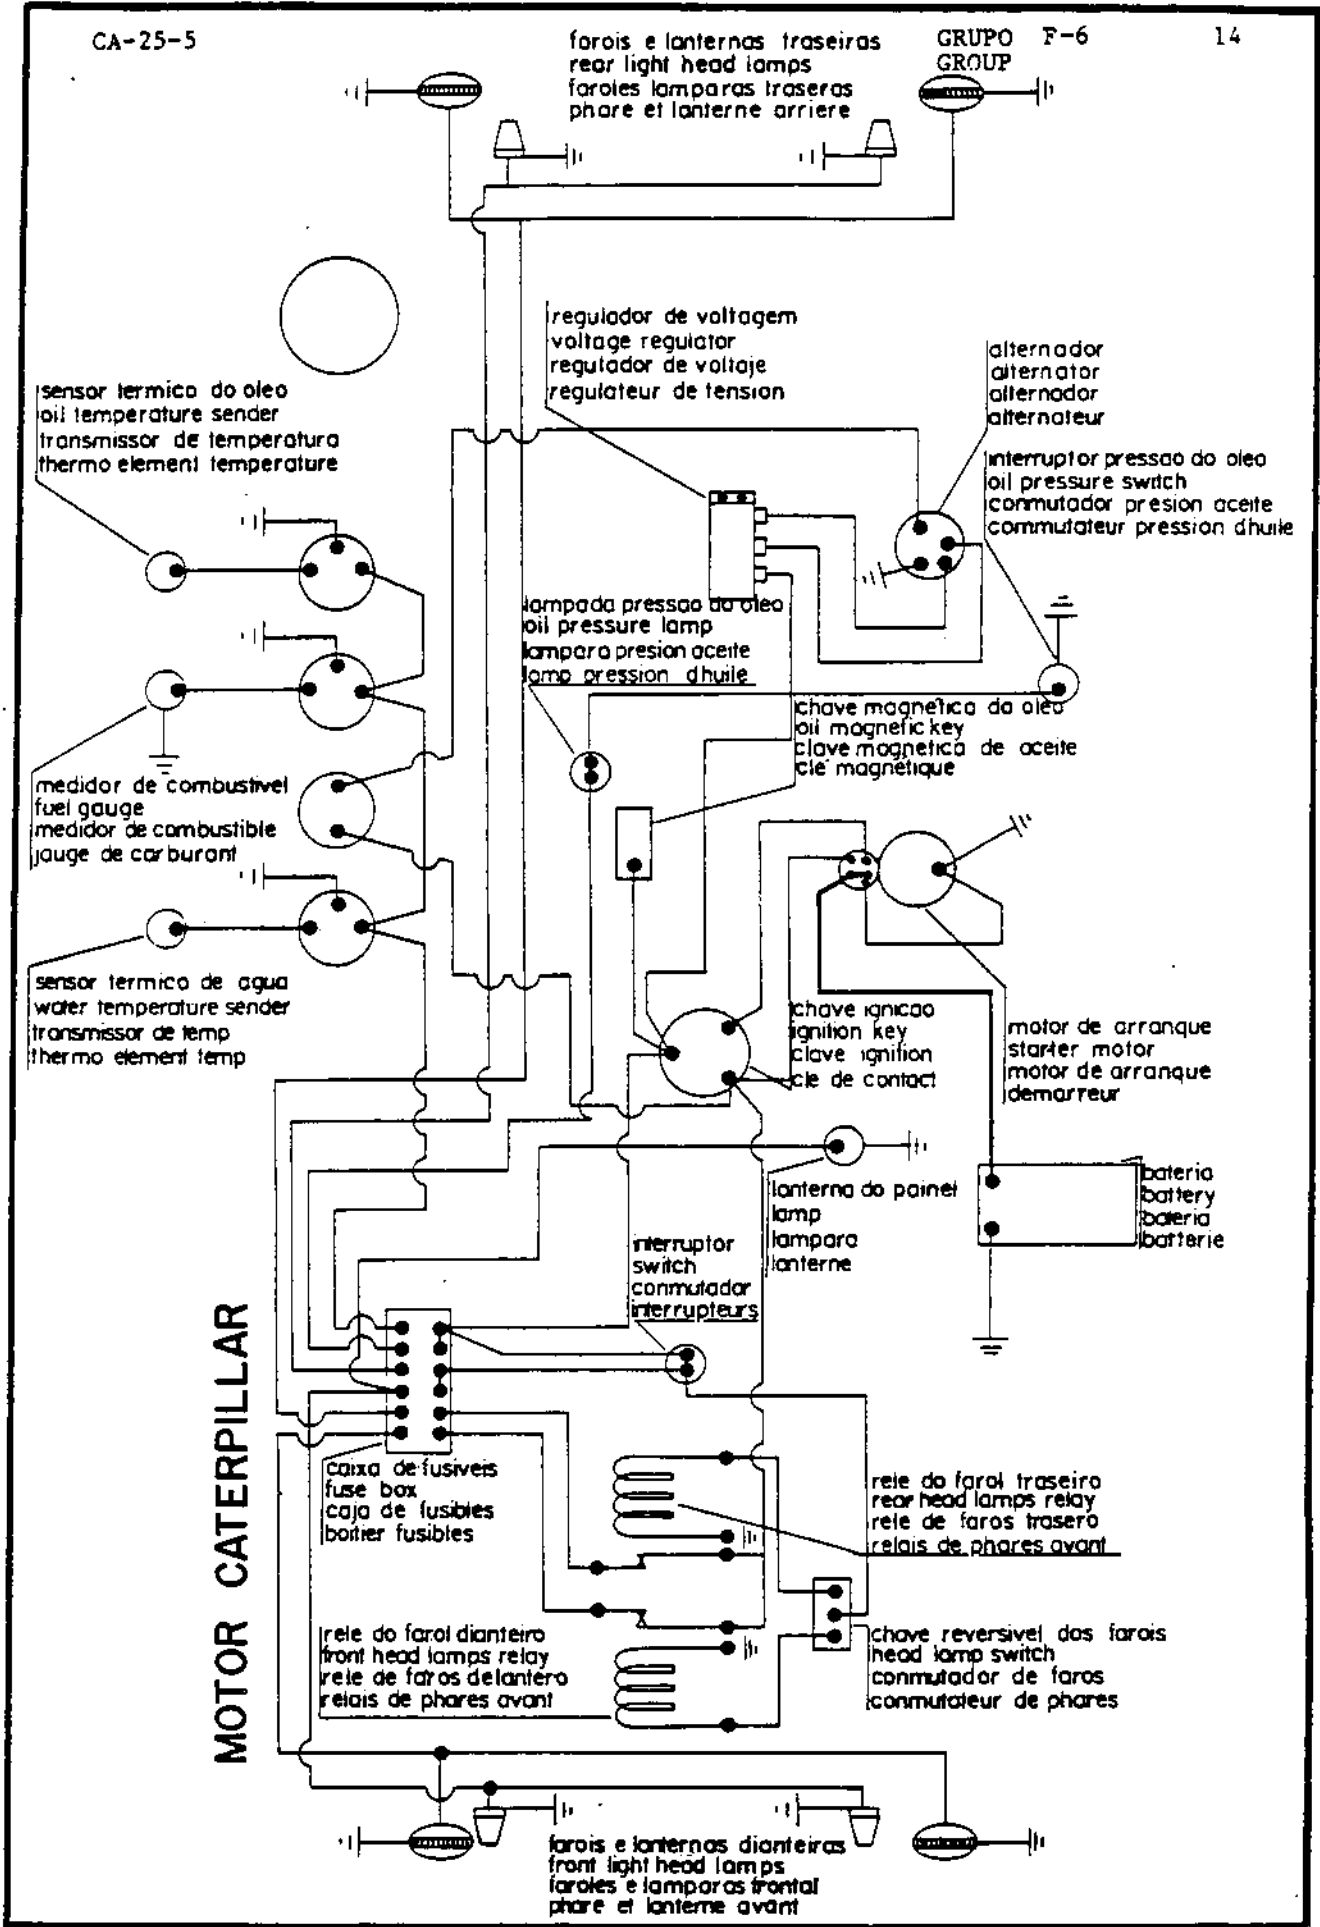 CA-25-5
farois e lanternas traseiras
rear light head lamps
faroles lamparas traseras
phare et lanterne arriere
GRUPO F-6
GROUP
14
regulador de voltagem
voltage regulator
regulador de voltaje
regulateur de tension
alternador
alternator
alternador
alternateur
sensor termico do oleo
oil temperature sender
transmissor de temperatura
thermo element temperature
interruptor pressao do oleo
oil pressure switch
conmutador presion aceite
commutateur pression dhuile
lampada pressao do oleo
oil pressure lamp
lampara presion aceite
lamp pression dhuile
chave magnetica do oleo
oil magnetic key
clave magnetica de aceite
cle magnetique
medidor de combustivel
fuel gauge
medidor de combustible
jauge de carburant
sensor termico de agua
water temperature sender
transmissor de temp
thermo element temp
chave ignicao
ignition key
clave ignition
cle de contact
motor de arranque
starter motor
motor de arranque
demarreur
lanterna do painel
lamp
lampara
lanterne
bateria
battery
bateria
batterie
interruptor
switch
conmutador
interrupteurs
MOTOR CATERPILLAR
caixa de fusiveis
fuse box
caja de fusibles
boitier fusibles
rele do farol traseiro
rear head lamps relay
rele de faros trasero
relais de phares avant
rele do farol dianteiro
front head lamps relay
rele de faros delantero
relais de phares avant
chave reversivel dos farois
head lamp switch
conmutador de faros
conmutateur de phares
farois e lanternas dianteiras
front light head lamps
faroles e lamparas frontal
phare et lanterne avant